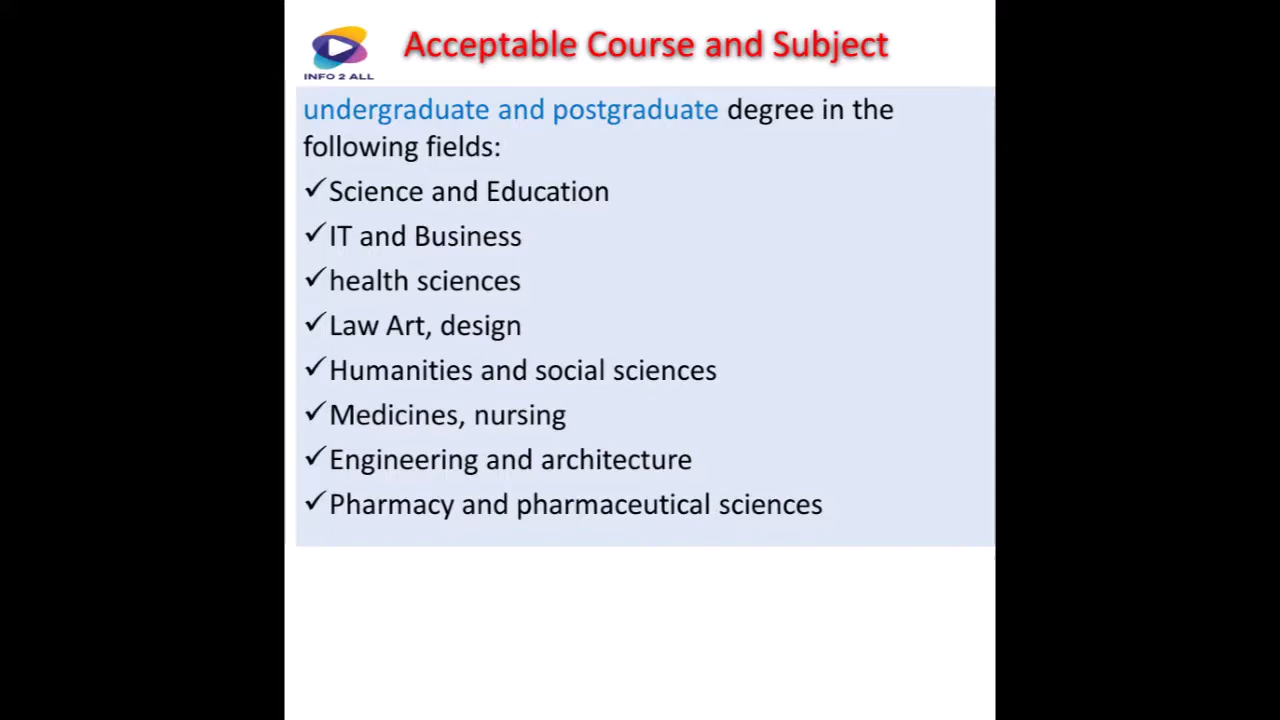 INFO 2 ALL
Acceptable Course and Subject
undergraduate and postgraduate degree in the
following fields:
✓Science and Education
✓IT and Business
✓health sciences
✓Law Art, design
✓Humanities and social sciences
✓Medicines, nursing
✓Engineering and architecture
✓Pharmacy and pharmaceutical sciences